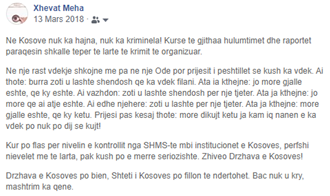 Xhevat Meha
13 Mars 2018 ·
Ne Kosove nuk ka hajna, nuk ka kriminela! Kurse te gjithaa hulumtimet dhe raportet
paraqesin shkalle teper te larte te krimit te organizuar.
Ne nje rast vdekje shkojne me pa ne nje Ode por prijesit i peshtillet se kush ka vdek. Ai
thote: burra zoti u lashte shendosh qe ka vdek filani. Ata ja kthejne: jo more gjalle
eshte, qe ky eshte. Ai vazhdon: zoti u lashte per nje tjeter. Ata ja kthejne: jo
more qe ai atje eshte. Ai edhe njehere: zoti u lashte per nje tjeter. Ata ja kthejne: more
gjalle eshte, qe ky ketu. Prijesi pas kesaj thote: more dikujt ketu ja kam iq nanen e ka
vdek po nuk po dij se kujt!
Kur po flas per nivelin e kontrollit nga SHMS-te mbi institucionet e Kosoves, perfshi
nievelet me te larta, pak kush po e merre seriozishte. Zhiveo Drzhava e Kosoves!
Drzhava e Kosoves po bien, Shteti i Kosoves po fillon te ndertohet. Bac nuk u kry,
mashtrim ka qene.